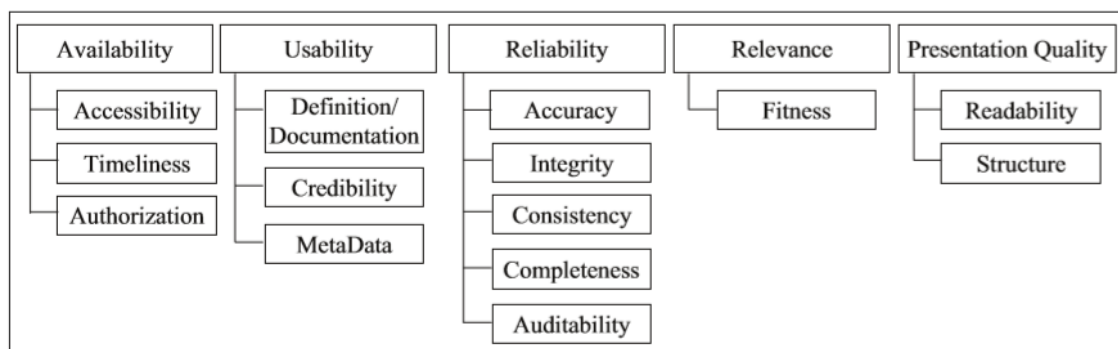 Availability
Accessibility
Timeliness
Authorization
Usability
Definition/
Documentation
Credibility
MetaData
Reliability
Accuracy
Integrity
Consistency
Completeness
Auditability
Relevance
Fitness
Presentation Quality
Readability
Structure